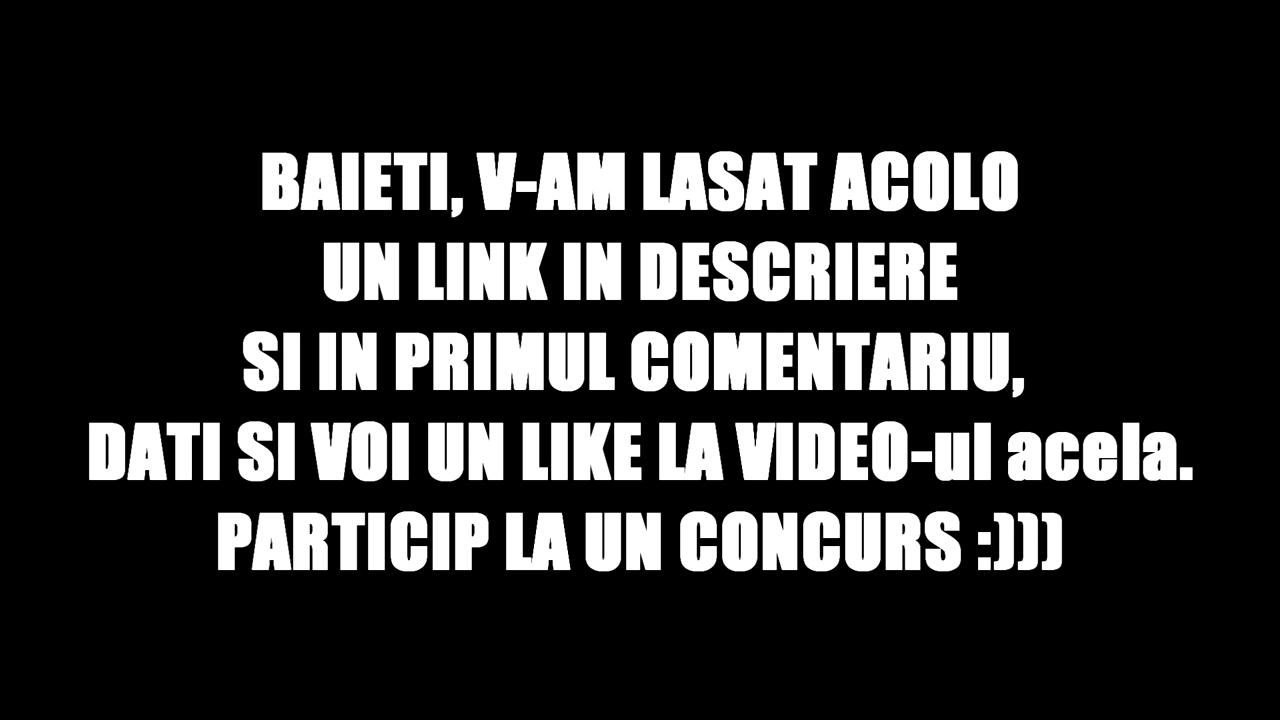 BAIETI, V-AM LASAT ACOLO
UN LINK IN DESCRIERE
SI IN PRIMUL COMENTARIU,
DATI SI VOI UN LIKE LA VIDEO-ul acela.
PARTICIP LA UN CONCURS :)))